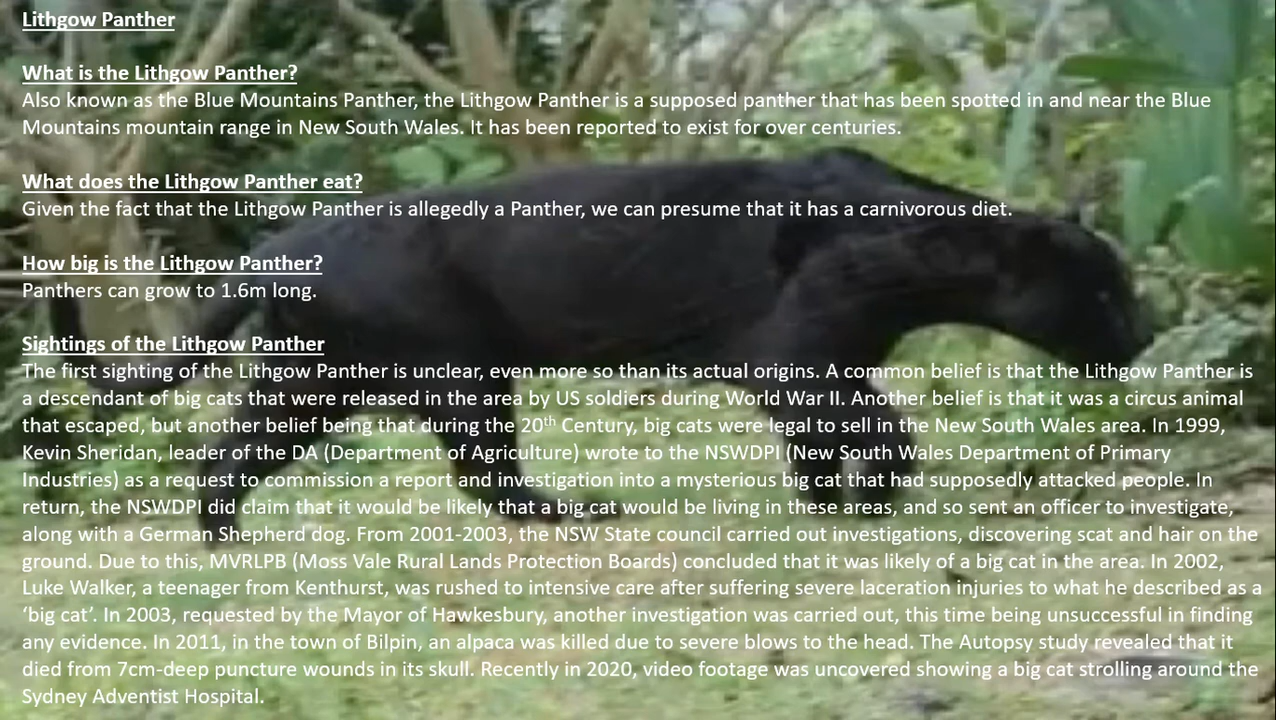 Lithgow Panther
What is the Lithgow Panther?
Also known as the Blue Mountains Panther, the Lithgow Panther is a supposed panther that has been spotted in and near the Blue
Mountains mountain range in New South Wales. It has been reported to exist for over centuries.
What does the Lithgow Panther eat?
Given the fact that the Lithgow Panther is allegedly a Panther, we can presume that it has a carnivorous diet.
How big is the Lithgow Panther?
Panthers can grow to 1.6m long.
Sightings of the Lithgow Panther
The first sighting of the Lithgow Panther is unclear, even more so than its actual origins. A common belief is that the Lithgow Panther is
a descendant of big cats that were released in the area by US soldiers during World War II. Another belief is that it was a circus animal
that escaped, but another belief being that during the 20th Century, big cats were legal to sell in the New South Wales area. In 1999,
Kevin Sheridan, leader of the DA (Department of Agriculture) wrote to the NSWDPI (New South Wales Department of Primary
Industries) as a request to commission a report and investigation into a mysterious big cat that had supposedly attacked people. In
return, the NSWDPI did claim that it would be likely that a big cat would be living in these areas, and so sent an officer to investigate,
along with a German Shepherd dog. From 2001-2003, the NSW State council carried out investigations, discovering scat and hair on the
ground. Due to this, MVRLPB (Moss Vale Rural Lands Protection Boards) concluded that it was likely of a big cat in the area. In 2002,
Luke Walker, a teenager from Kenthurst, was rushed to intensive care after suffering severe laceration injuries to what he described as a
‘big cat’. In 2003, requested by the Mayor of Hawkesbury, another investigation was carried out, this time being unsuccessful in finding
any evidence. In 2011, in the town of Bilpin, an alpaca was killed due to severe blows to the head. The Autopsy study revealed that it
died from 7cm-deep puncture wounds in its skull. Recently in 2020, video footage was uncovered showing a big cat strolling around the
Sydney Adventist Hospital.